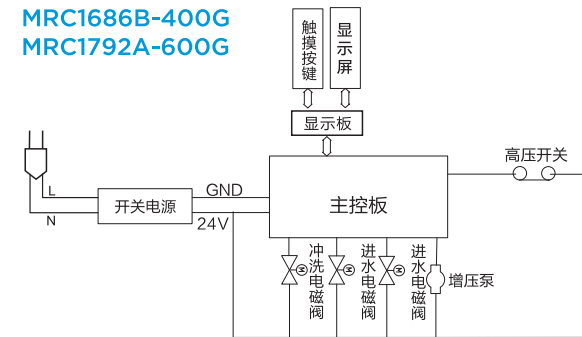 MRC1686B-400G
MRC1792A-600G
触摸按键
显示屏
显示板
高压开关
L
N
开关电源
GND
24V
主控板
冲洗电磁阀
进水电磁阀
进水电磁阀
增压泵
M
M
M